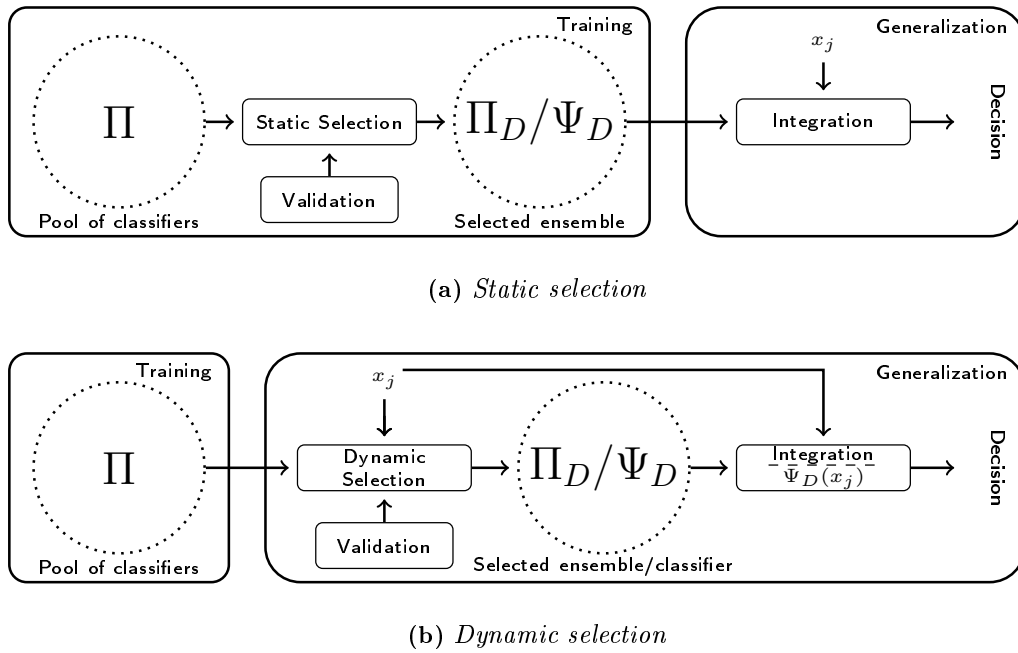 Training
Generalization
x_j
Π
Static Selection
Π_D/Ψ_D
Integration
Decision
Validation
Pool of classifiers
Selected ensemble
(a) Static selection
Training
Generalization
x_j
Π
Dynamic
Selection
Π_D/Ψ_D
Integration
Ψ_D(x_j)
Decision
Validation
Pool of classifiers
Selected ensemble/classifier
(b) Dynamic selection